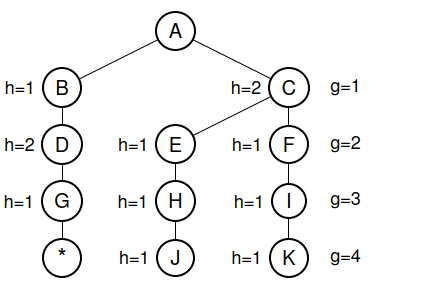 A
h=1 B h=2 C g=1
h=2 D h=1 E h=1 F g=2
h=1 G h=1 H h=1 I g=3
* h=1 J h=1 K g=4